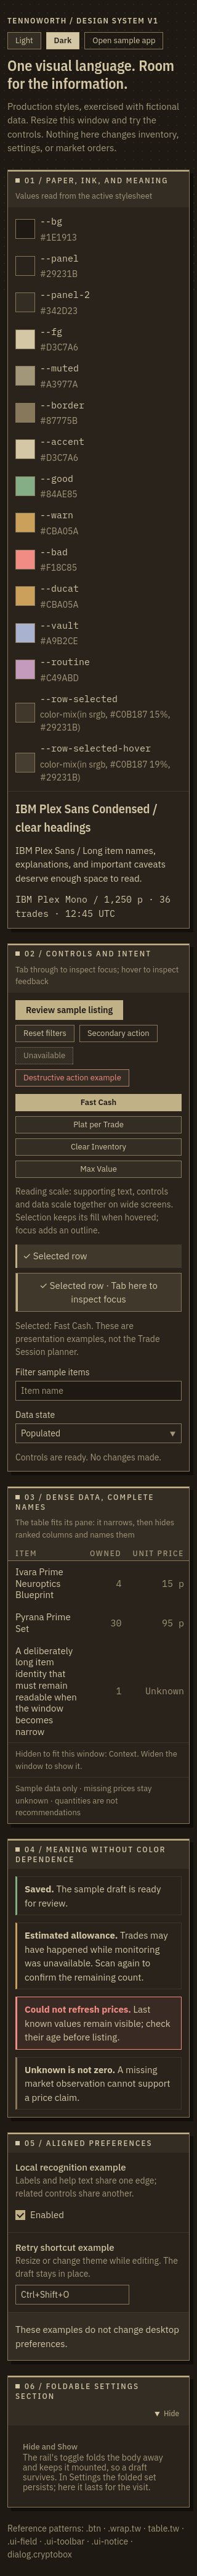 TENNOWORTH / DESIGN SYSTEM V1
Light Dark Open sample app
One visual language. Room
for the information.
Production styles, exercised with fictional
data. Resize this window and try the
controls. Nothing here changes inventory,
settings, or market orders.
01 / PAPER, INK, AND MEANING
Values read from the active stylesheet
--bg
#1E1913
--panel
#29231B
--panel-2
#342D23
--fg
#D3C7A6
--muted
#A3977A
--border
#87775B
--accent
#D3C7A6
--good
#84AE85
--warn
#CBA05A
--bad
#F18C85
--ducat
#CBA05A
--vault
#A9B2CE
--routine
#C49ABD
--row-selected
color-mix(in srgb, #C0B187 15%,
#29231B)
--row-selected-hover
color-mix(in srgb, #C0B187 19%,
#29231B)
IBM Plex Sans Condensed /
clear headings
IBM Plex Sans / Long item names,
explanations, and important caveats
deserve enough space to read.
IBM Plex Mono / 1,250 p · 36
trades · 12:45 UTC
02 / CONTROLS AND INTENT
Tab through to inspect focus; hover to inspect
feedback
Review sample listing
Reset filters Secondary action
Unavailable
Destructive action example
Fast Cash
Plat per Trade
Clear Inventory
Max Value
Reading scale: supporting text, controls
and data scale together on wide screens.
Selection keeps its fill when hovered;
focus adds an outline.
✓ Selected row
✓ Selected row · Tab here to
inspect focus
Selected: Fast Cash. These are
presentation examples, not the Trade
Session planner.
Filter sample items
Item name
Data state
Populated
Controls are ready. No changes made.
03 / DENSE DATA, COMPLETE
NAMES
The table fits its pane: it narrows, then hides
ranked columns and names them
ITEM OWNED UNIT PRICE
Ivara Prime
Neuroptics
Blueprint
4 15 p
Pyrana Prime
Set
30 95 p
A deliberately
long item
identity that
must remain
readable when
the window
becomes
narrow
1 Unknown
Hidden to fit this window: Context. Widen the
window to show it.
Sample data only · missing prices stay
unknown · quantities are not
recommendations
04 / MEANING WITHOUT COLOR
DEPENDENCE
Saved. The sample draft is ready
for review.
Estimated allowance. Trades may
have happened while monitoring
was unavailable. Scan again to
confirm the remaining count.
Could not refresh prices. Last
known values remain visible; check
their age before listing.
Unknown is not zero. A missing
market observation cannot support
a price claim.
05 / ALIGNED PREFERENCES
Local recognition example
Labels and help text share one edge;
related controls share another.
Enabled
Retry shortcut example
Resize or change theme while editing. The
draft stays in place.
Ctrl+Shift+O
These examples do not change desktop
preferences.
06 / FOLDABLE SETTINGS
SECTION
▼ Hide
Hide and Show
The rail's toggle folds the body away
and keeps it mounted, so a draft
survives. In Settings the folded set
persists; here it lasts for the visit.
Reference patterns: .btn · .wrap.tw · table.tw ·
.ui-field · .ui-toolbar · .ui-notice ·
dialog.cryptobox